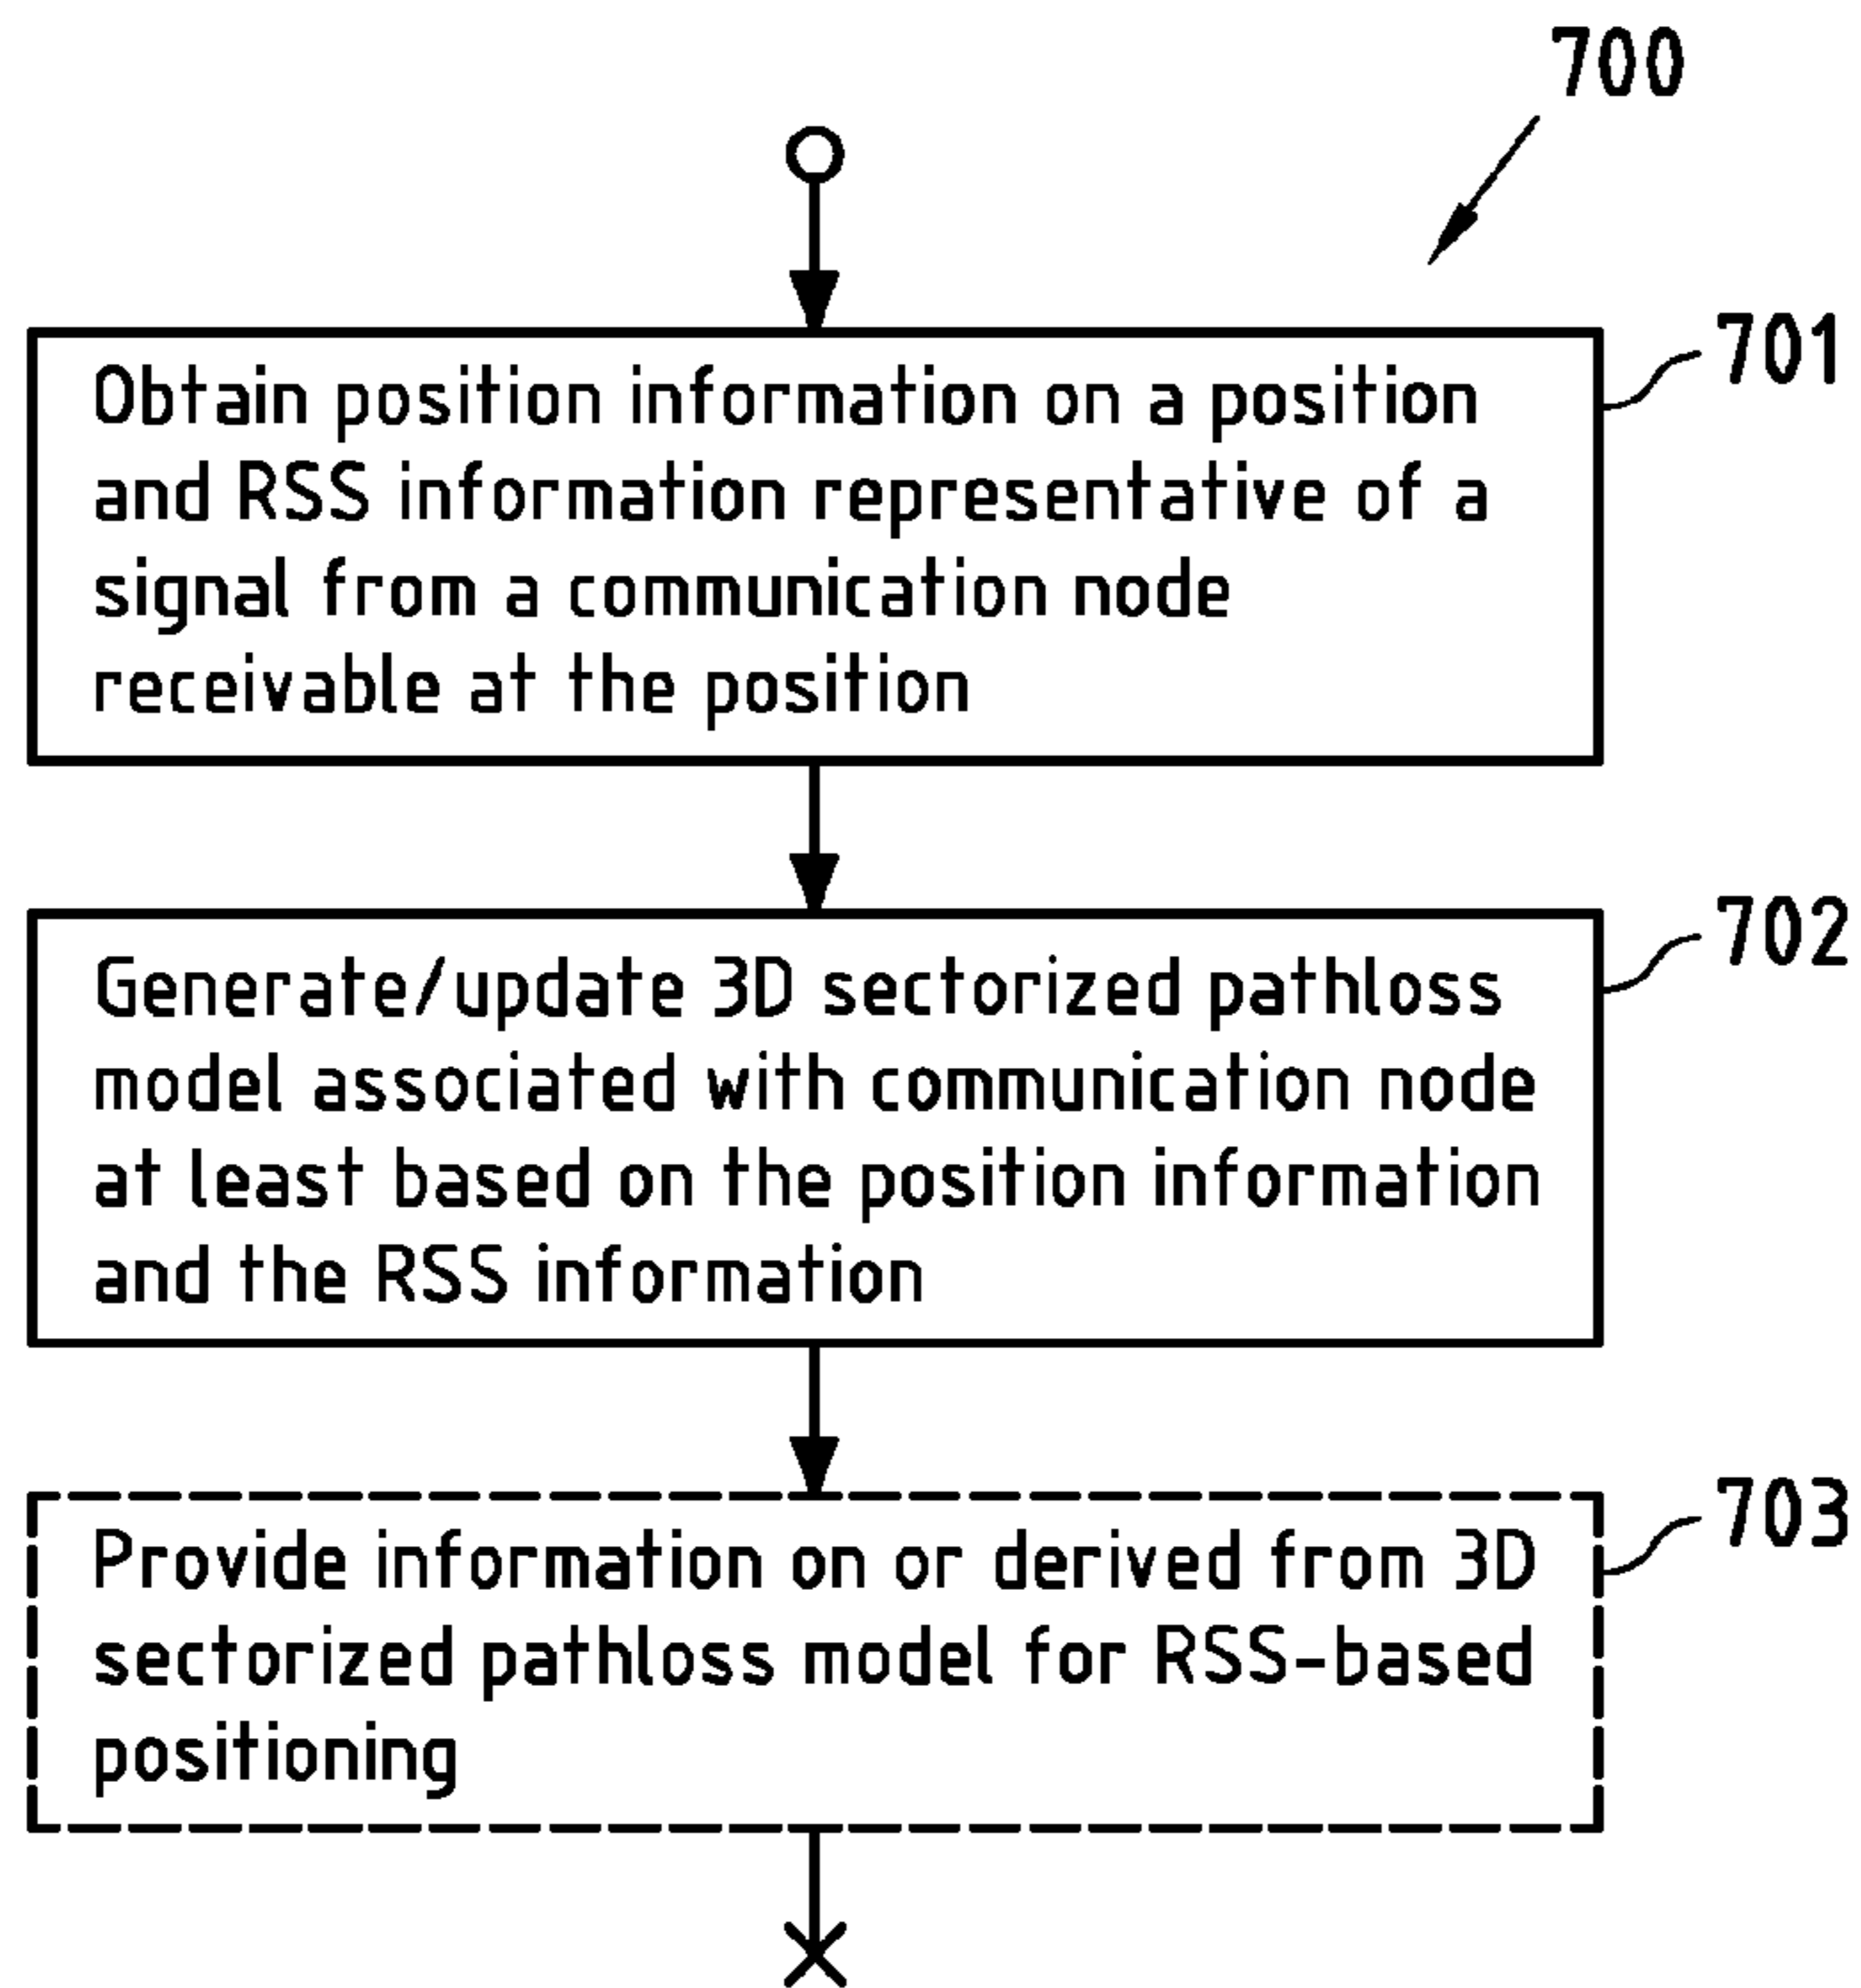 700
701
Obtain position information on a position
and RSS information representative of a
signal from a communication node
receivable at the position
702
Generate/update 3D sectorized pathloss
model associated with communication node
at least based on the position information
and the RSS information
703
Provide information on or derived from 3D
sectorized pathloss model for RSS-based
positioning